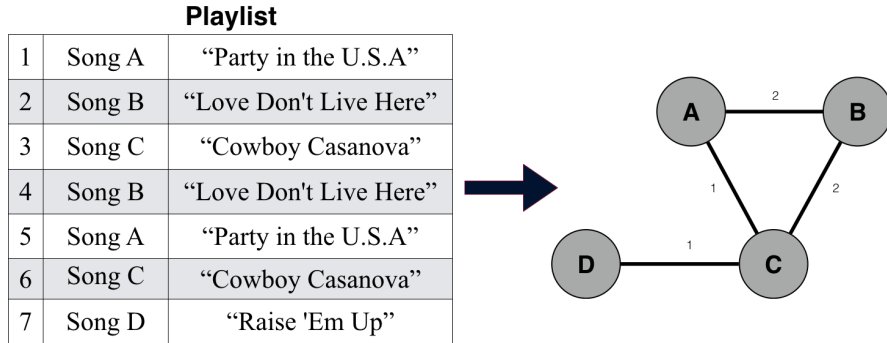 Playlist
1 Song A “Party in the U.S.A”
2 Song B “Love Don't Live Here”
3 Song C “Cowboy Casanova”
4 Song B “Love Don't Live Here”
5 Song A “Party in the U.S.A”
6 Song C “Cowboy Casanova”
7 Song D “Raise 'Em Up”
2
A B
1 2
1
D C